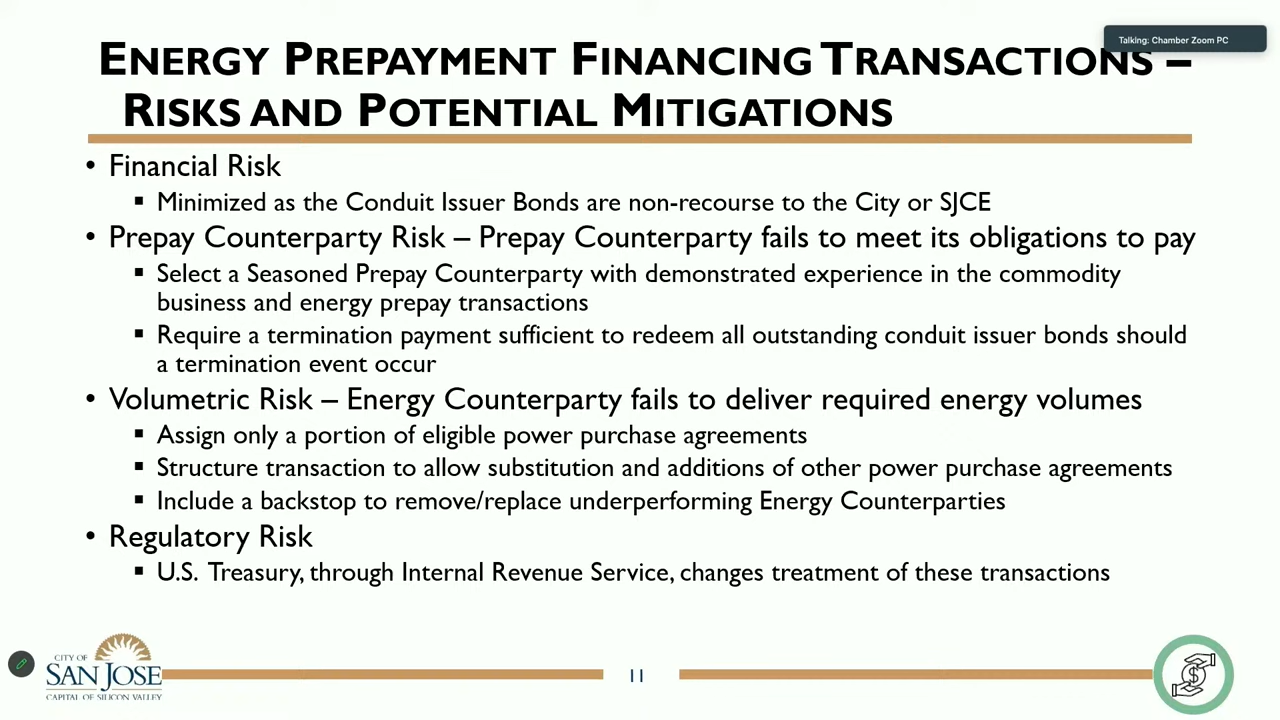 Talking: Chamber Zoom PC
ENERGY PREPAYMENT FINANCING TRANSACTIONS –
RISKS AND POTENTIAL MITIGATIONS
• Financial Risk
▪ Minimized as the Conduit Issuer Bonds are non-recourse to the City or SJCE
• Prepay Counterparty Risk – Prepay Counterparty fails to meet its obligations to pay
▪ Select a Seasoned Prepay Counterparty with demonstrated experience in the commodity
business and energy prepay transactions
▪ Require a termination payment sufficient to redeem all outstanding conduit issuer bonds should
a termination event occur
• Volumetric Risk – Energy Counterparty fails to deliver required energy volumes
▪ Assign only a portion of eligible power purchase agreements
▪ Structure transaction to allow substitution and additions of other power purchase agreements
▪ Include a backstop to remove/replace underperforming Energy Counterparties
• Regulatory Risk
▪ U.S. Treasury, through Internal Revenue Service, changes treatment of these transactions
CITY OF
SAN JOSE
CAPITAL OF SILICON VALLEY
11
$